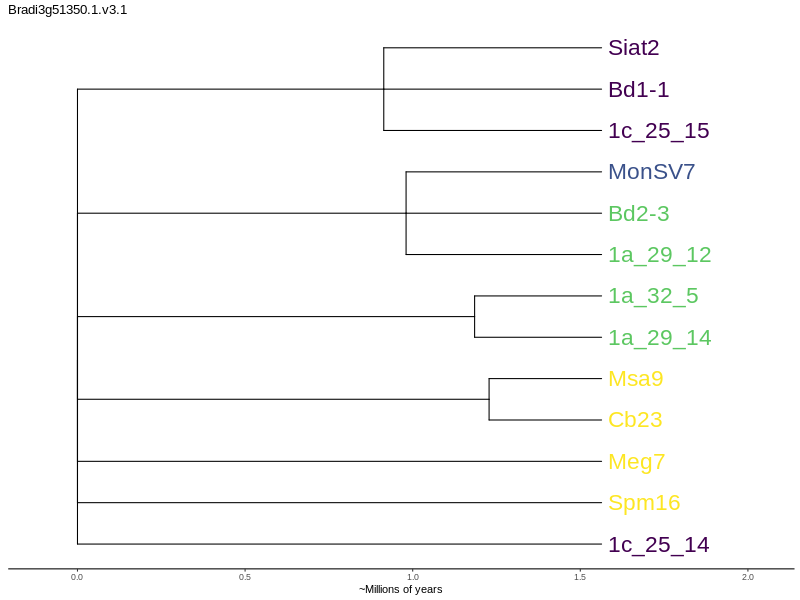 Bradi3g51350.1.v3.1
Siat2
Bd1-1
1c_25_15
MonSV7
Bd2-3
1a_29_12
1a_32_5
1a_29_14
Msa9
Cb23
Meg7
Spm16
1c_25_14
0.0 0.5 1.0 1.5 2.0
~Millions of years